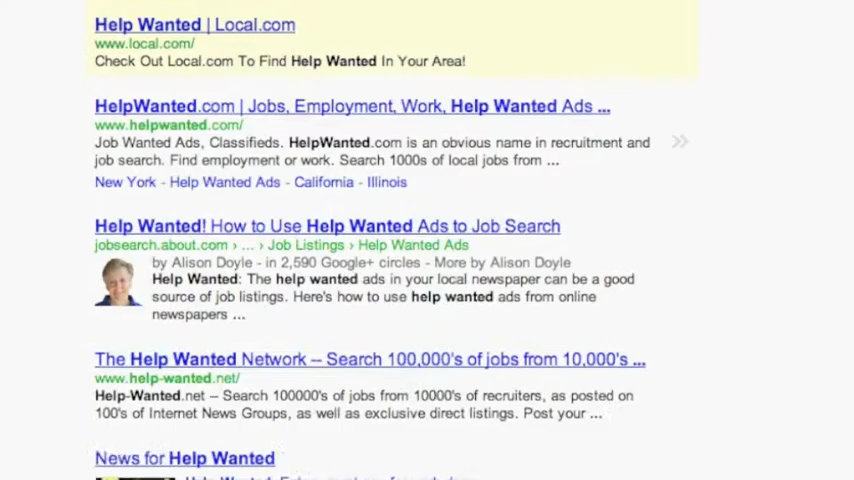 Help Wanted | Local.com
www.local.com/
Check Out Local.com To Find Help Wanted In Your Area!
HelpWanted.com | Jobs, Employment, Work, Help Wanted Ads ...
www.helpwanted.com/
Job Wanted Ads, Classifieds. HelpWanted.com is an obvious name in recruitment and
job search. Find employment or work. Search 1000s of local jobs from ...
New York - Help Wanted Ads - California - Illinois
Help Wanted! How to Use Help Wanted Ads to Job Search
jobsearch.about.com › ... › Job Listings › Help Wanted Ads
by Alison Doyle - in 2,590 Google+ circles - More by Alison Doyle
Help Wanted: The help wanted ads in your local newspaper can be a good
source of job listings. Here's how to use help wanted ads from online
newspapers ...
The Help Wanted Network – Search 100,000's of jobs from 10,000's ...
www.help-wanted.net/
Help-Wanted.net – Search 100000's of jobs from 10000's of recruiters, as posted on
100's of Internet News Groups, as well as exclusive direct listings. Post your ...
News for Help Wanted